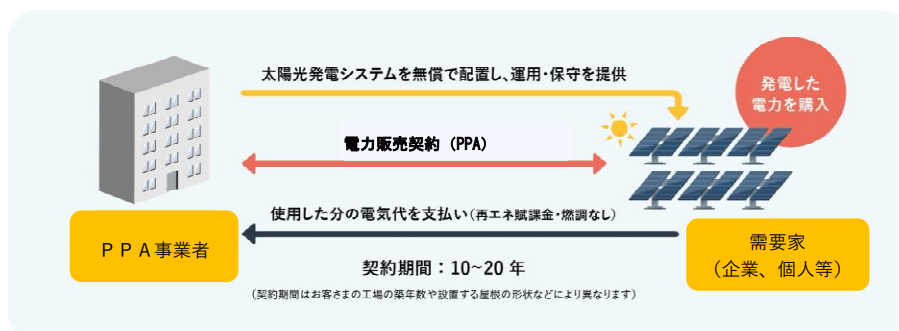 太陽光発電システムを無償で配置し、運用・保守を提供
発電した
電力を購入
電力販売契約（PPA）
使用した分の電気代を支払い(再エネ賦課金・燃調なし)
ＰＰＡ事業者
需要家
（企業、個人等）
契約期間：10~20 年
(契約期間はお客さまの工場の築年数や設置する屋根の形状などにより異なります)